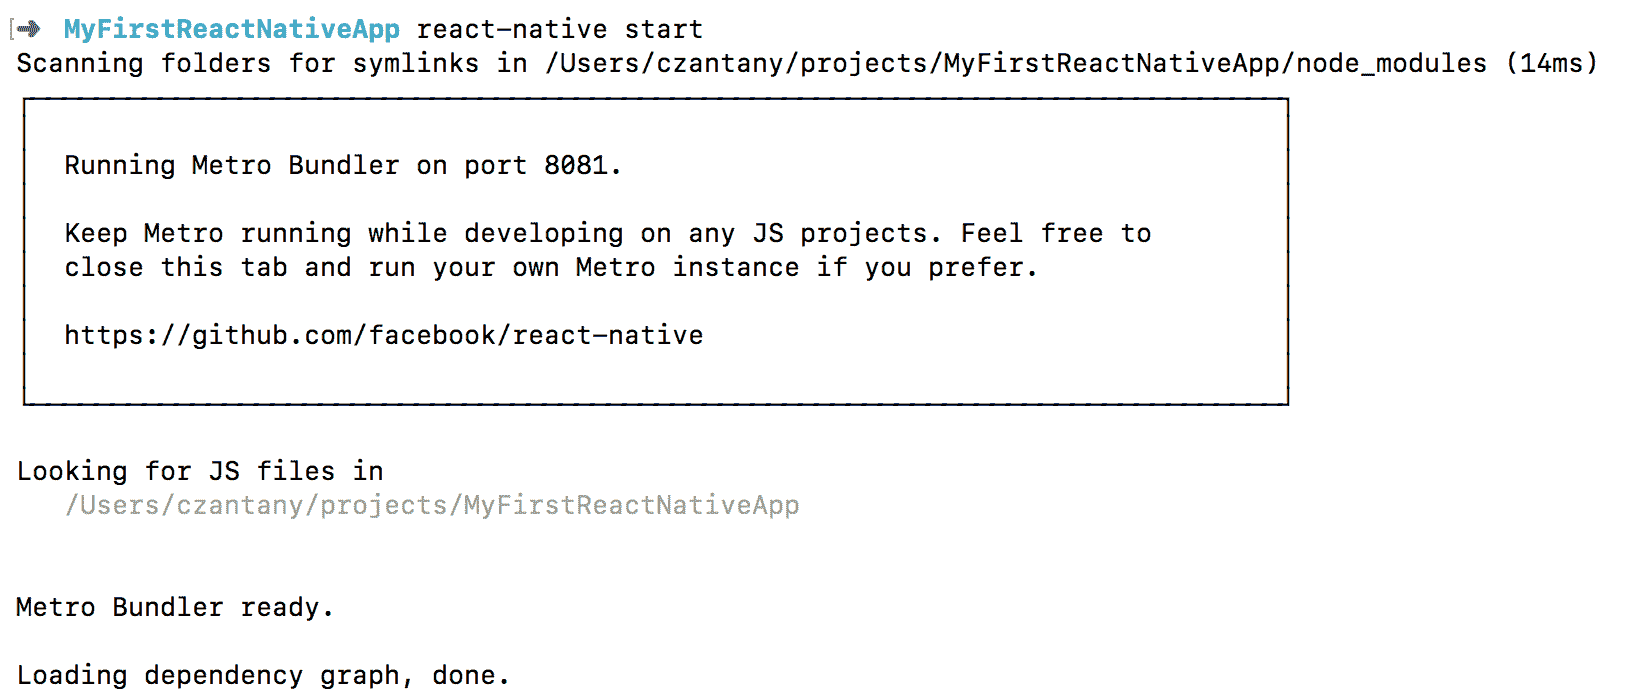 ➜ MyFirstReactNativeApp react-native start
Scanning folders for symlinks in /Users/czantany/projects/MyFirstReactNativeApp/node_modules (14ms)
Running Metro Bundler on port 8081.
Keep Metro running while developing on any JS projects. Feel free to
close this tab and run your own Metro instance if you prefer.
https://github.com/facebook/react-native
Looking for JS files in
/Users/czantany/projects/MyFirstReactNativeApp
Metro Bundler ready.
Loading dependency graph, done.